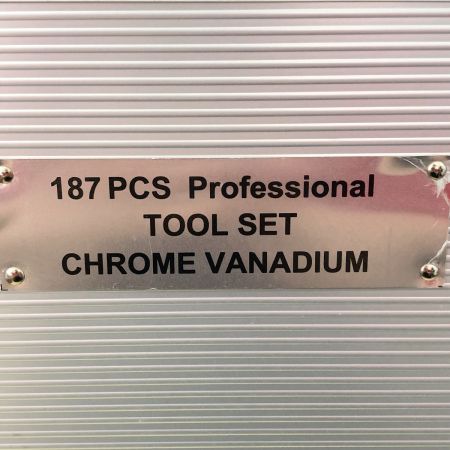 187 PCS Professional
TOOL SET
CHROME VANADIUM